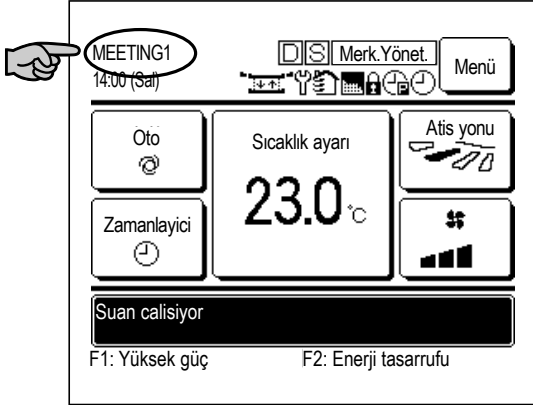 MEETING1
D S Merk.Yönet.
Menü
14:00 (Sal)
Oto
Sıcaklık ayarı
Atis yonu
23.0 °C
Zamanlayici
Suan calisiyor
F1: Yüksek güç
F2: Enerji tasarrufu